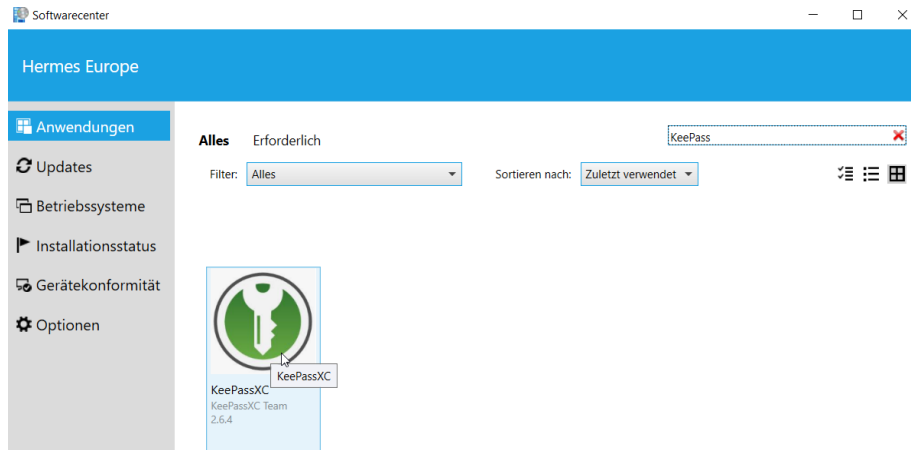 Softwarecenter
Hermes Europe
Anwendungen
Updates
Betriebssysteme
Installationsstatus
Gerätekonformität
Optionen
Alles Erforderlich KeePass
Filter: Alles Sortieren nach: Zuletzt verwendet
KeePassXC
KeePassXC
KeePassXC Team
2.6.4